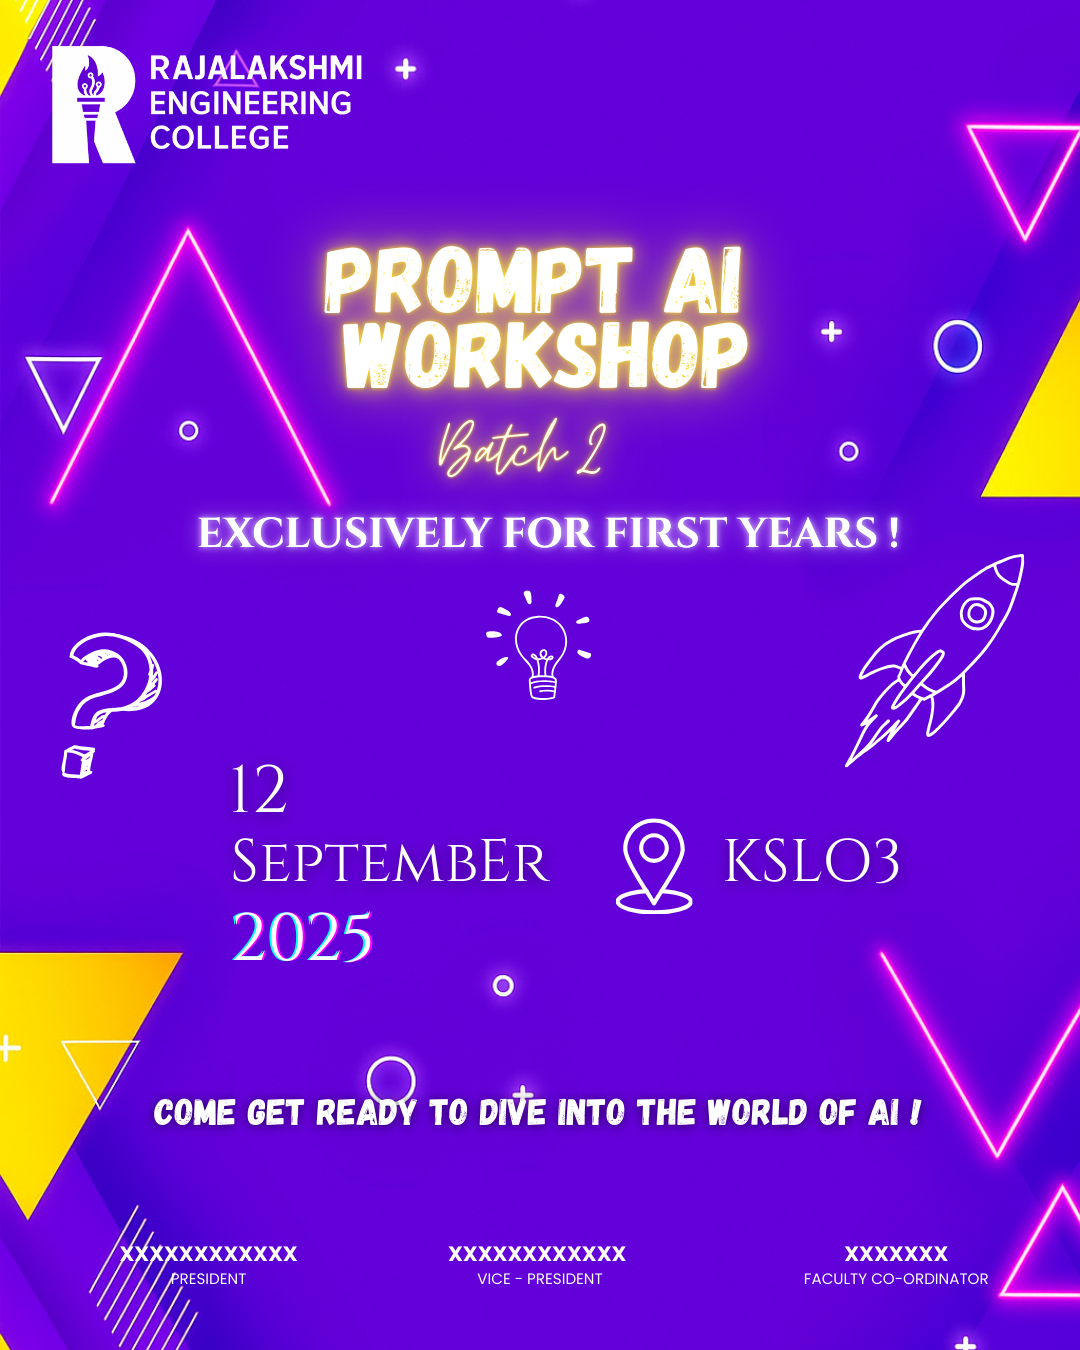 RAJALAKSHMI
ENGINEERING
COLLEGE
PROMPT AI
WORKSHOP
Batch 2
EXCLUSIVELY FOR FIRST YEARS !
12
SEPTEMBER
2025
KSLO3
COME GET READY TO DIVE INTO THE WORLD OF AI !
XXXXXXXXXXXX
PRESIDENT
XXXXXXXXXXXX
VICE - PRESIDENT
XXXXXXX
FACULTY CO-ORDINATOR